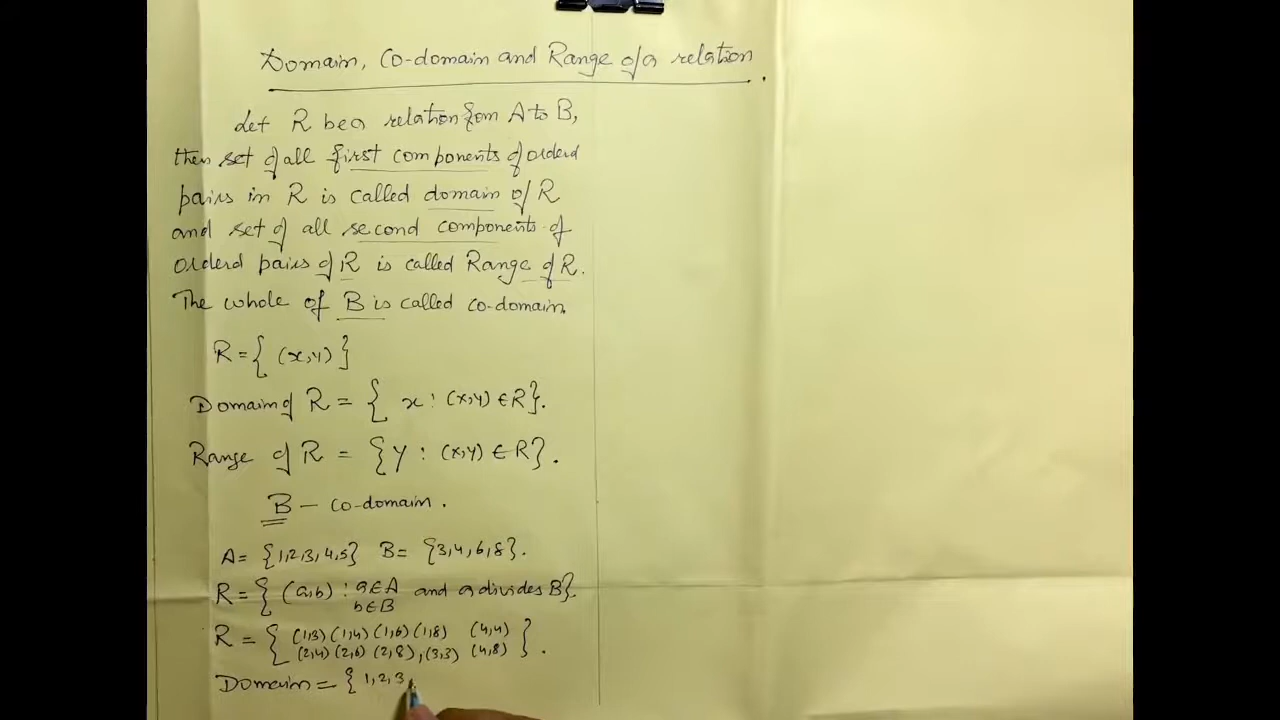 Domain, Co-domain and Range of a relation.
Let R be a relation from A to B,
then set of all first components of orderd
pairs in R is called domain of R
and set of all second components of
orderd pairs of R is called Range of R.
The whole of B is called co-domain.
R = { (x,y) }
Domain of R = { x : (x,y) ∈ R}.
Range of R = {y : (x,y) ∈ R}.
B – co-domain.
A = {1,2,3,4,5} B = {3,4,6,8}.
R = { (a,b) : a∈A and a divides B}.
b∈B
R = { (1,3) (1,4) (1,6) (1,8) (4,4)
(2,4) (2,6) (2,8), (3,3) (4,8) }.
Domain = { 1,2,3,